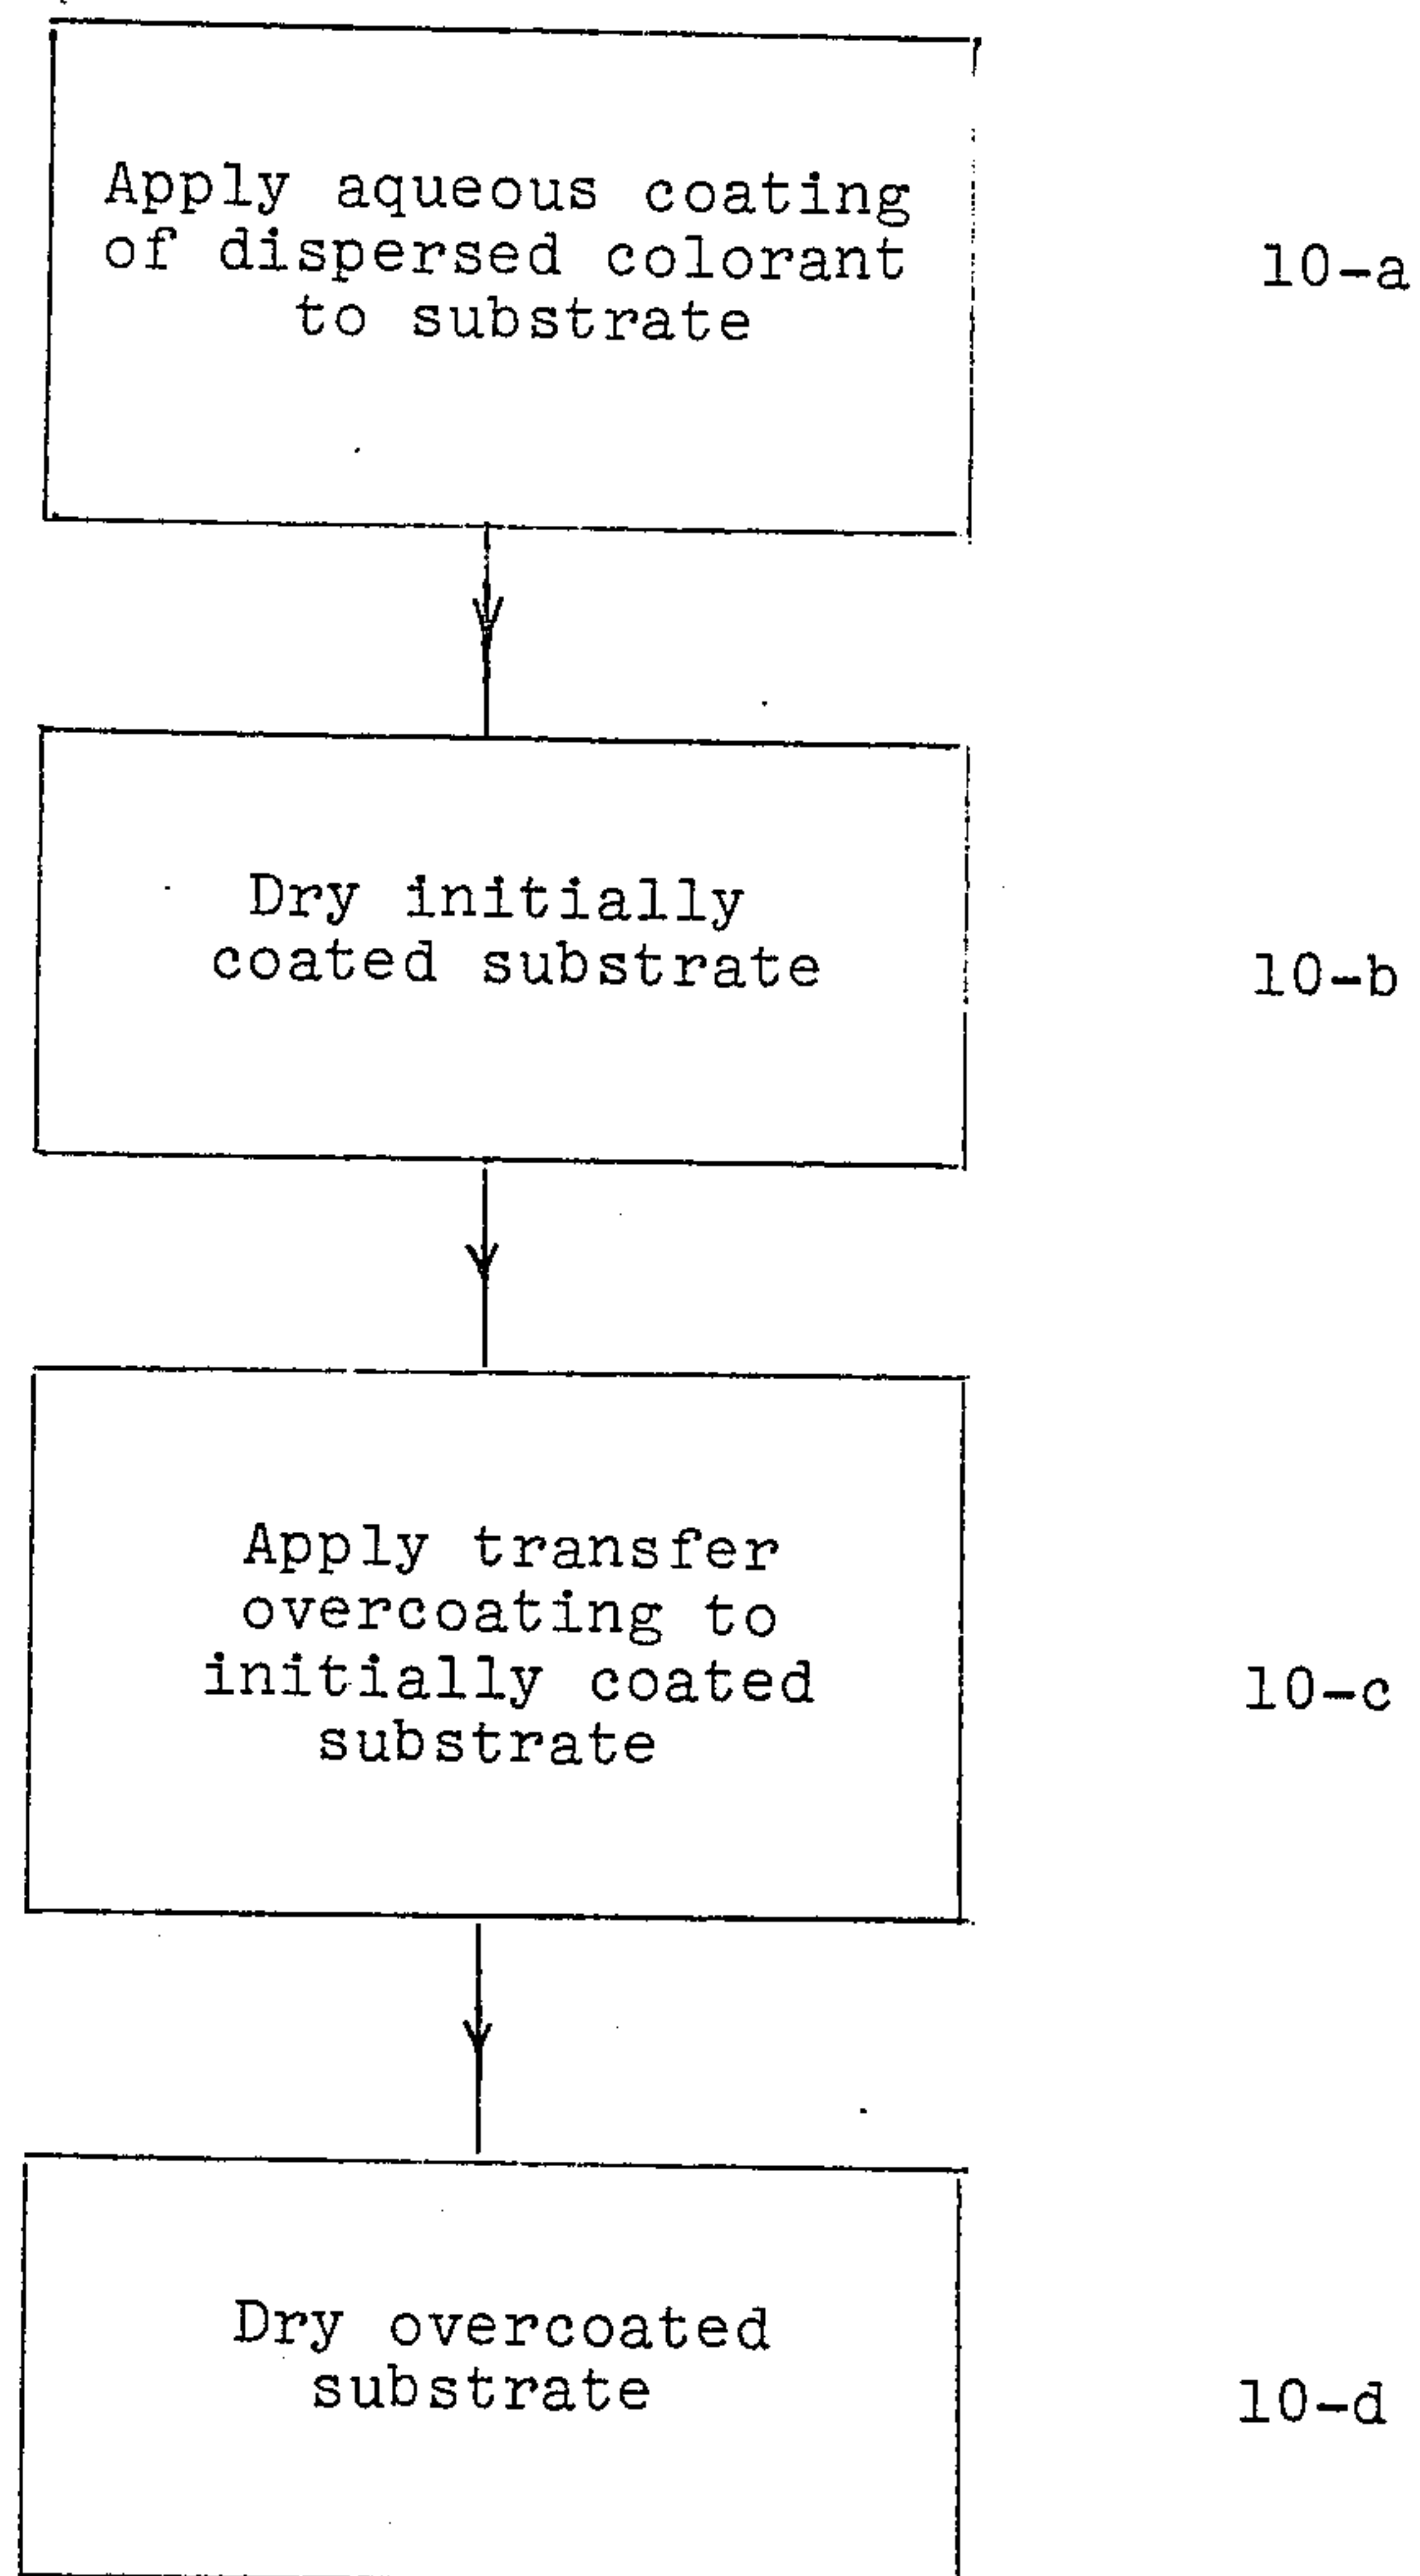 Apply aqueous coating
of dispersed colorant
to substrate
10-a
Dry initially
coated substrate
10-b
Apply transfer
overcoating to
initially coated
substrate
10-c
Dry overcoated
substrate
10-d